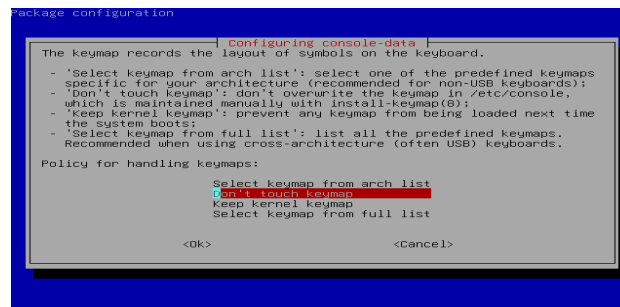 Package configuration
Configuring console-data
The keymap records the layout of symbols on the keyboard.
- 'Select keymap from arch list': select one of the predefined keymaps
specific for your architecture (recommended for non-USB keyboards);
- 'Don't touch keymap': don't overwrite the keymap in /etc/console,
which is maintained manually with install-keymap(8);
- 'Keep kernel keymap': prevent any keymap from being loaded next time
the system boots;
- 'Select keymap from full list': list all the predefined keymaps.
Recommended when using cross-architecture (often USB) keyboards.
Policy for handling keymaps:
Select keymap from arch list
Don't touch keymap
Keep kernel keymap
Select keymap from full list
<Ok> <Cancel>